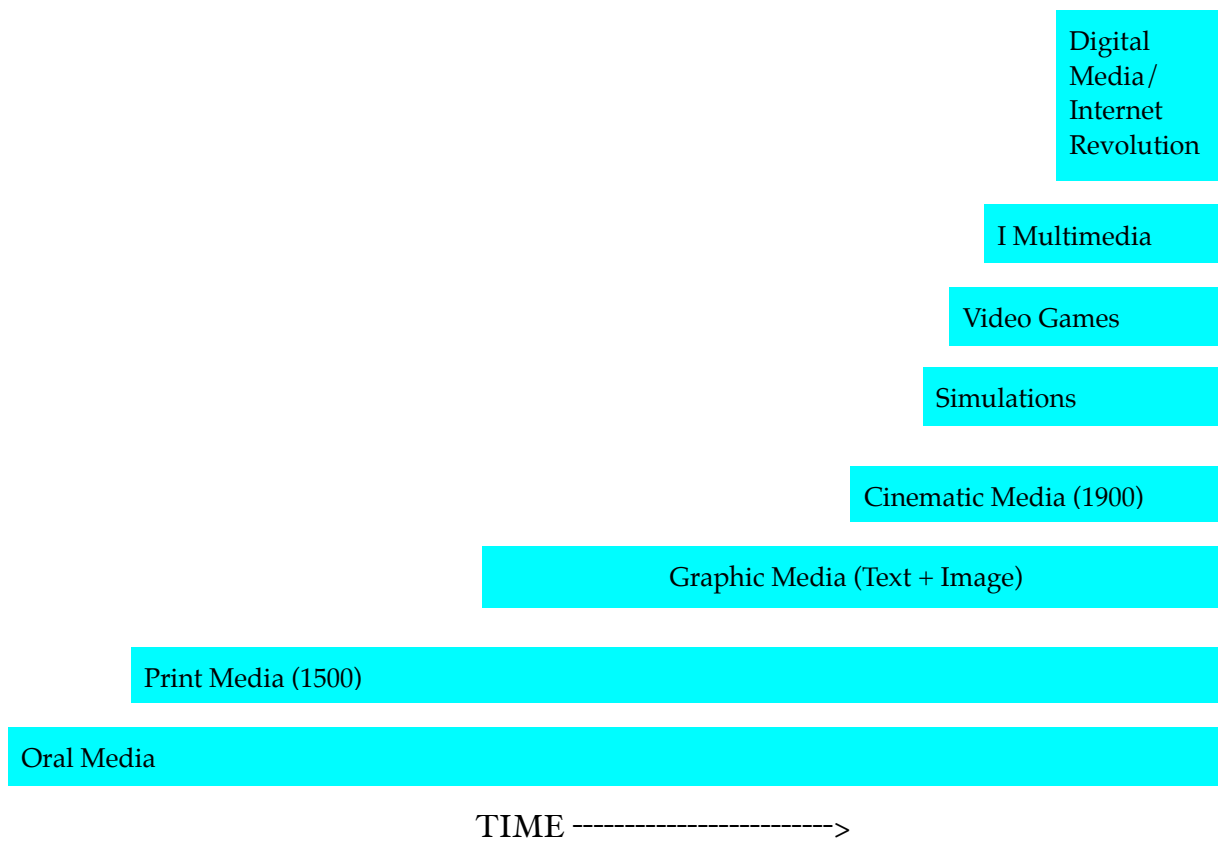 Digital
Media/
Internet
Revolution
I Multimedia
Video Games
Simulations
Cinematic Media (1900)
Graphic Media (Text + Image)
Print Media (1500)
Oral Media
TIME ------------------------->